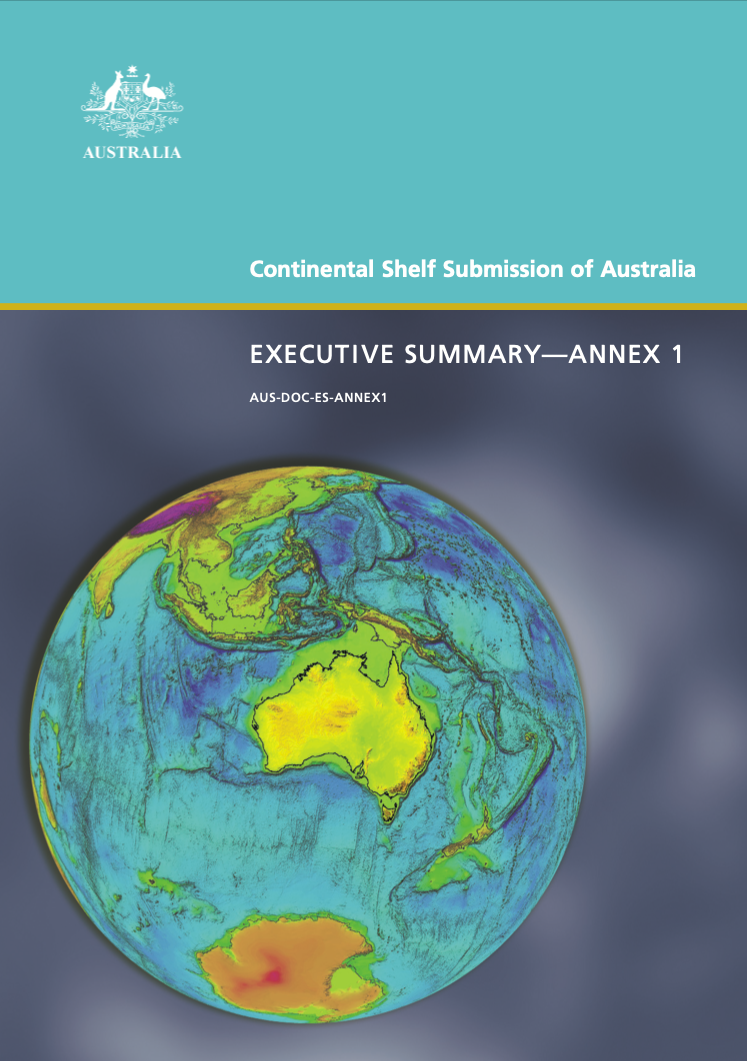 AUSTRALIA
Continental Shelf Submission of Australia
EXECUTIVE SUMMARY—ANNEX 1
AUS-DOC-ES-ANNEX1